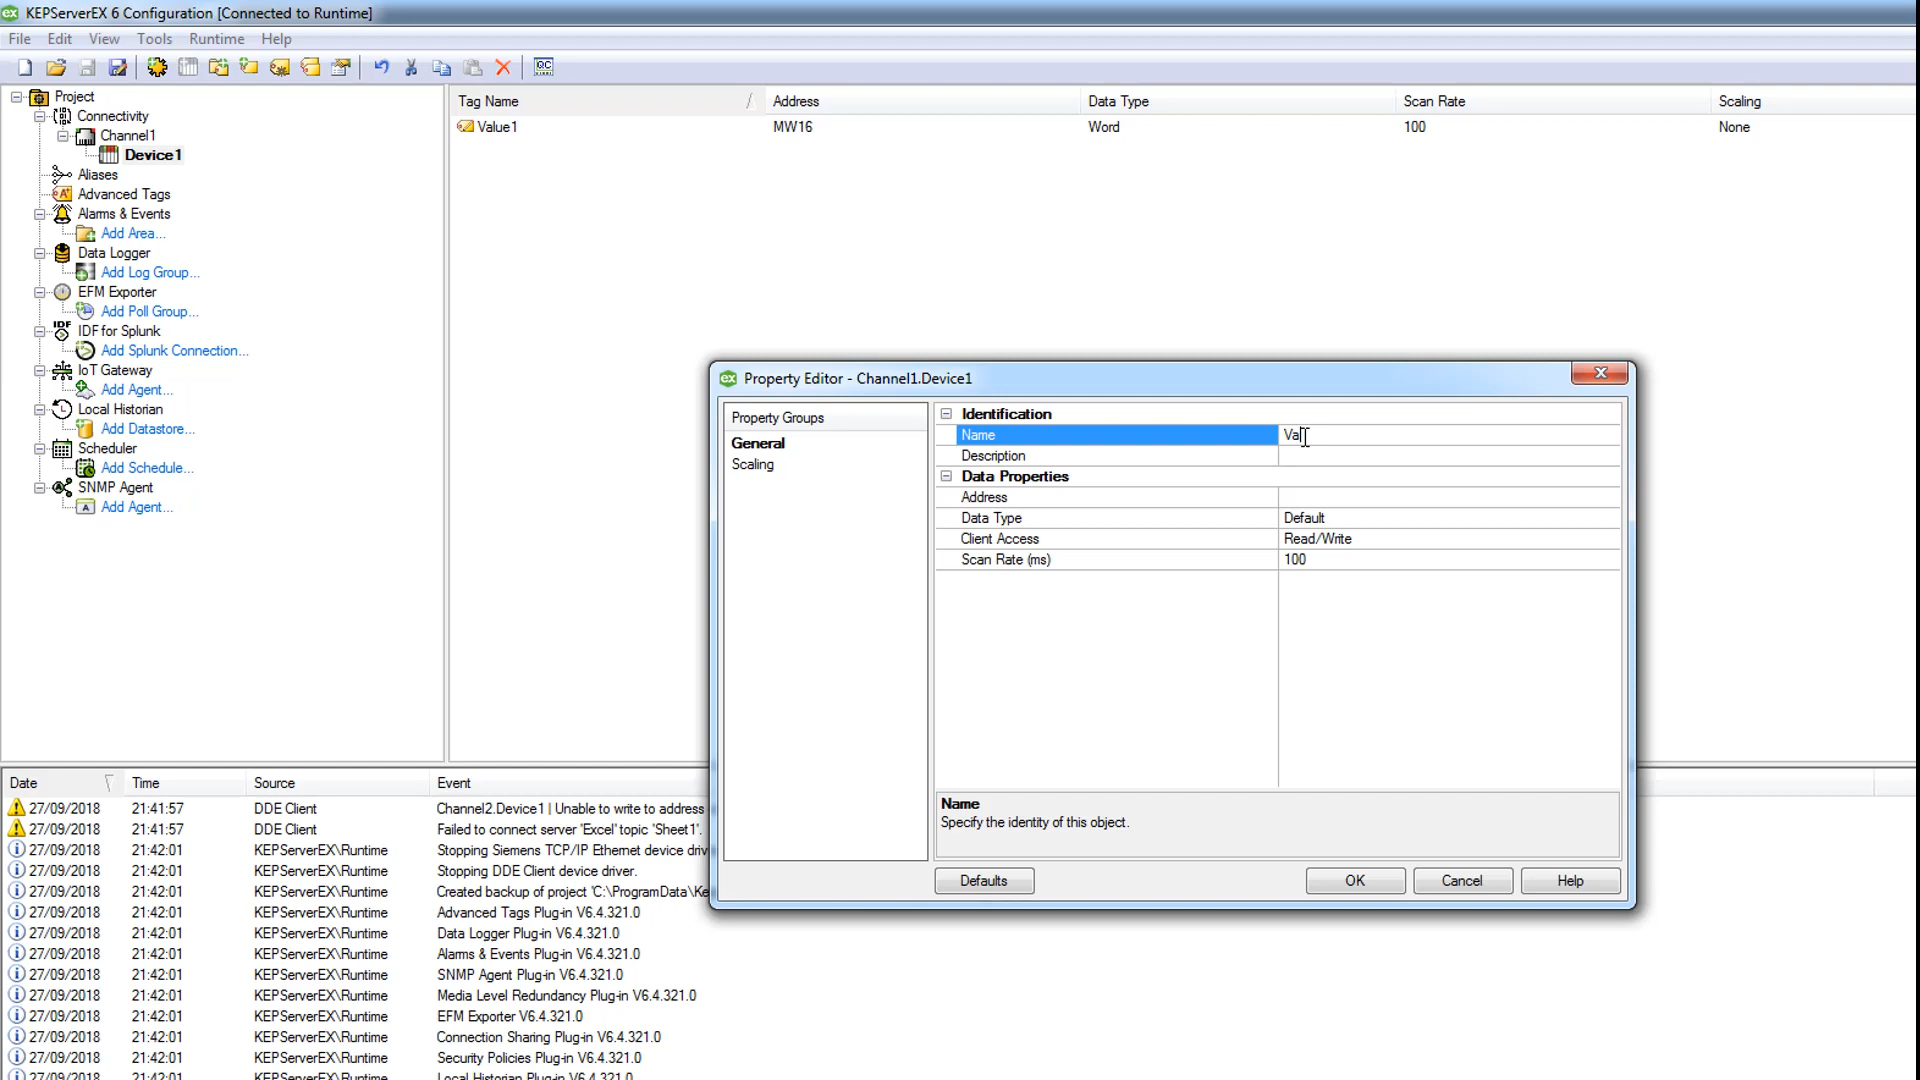 KEPServerEX 6 Configuration [Connected to Runtime]
File Edit View Tools Runtime Help
Project
Connectivity
Channel1
Device1
Aliases
Advanced Tags
Alarms & Events
Add Area...
Data Logger
Add Log Group...
EFM Exporter
Add Poll Group...
IDF for Splunk
Add Splunk Connection...
IoT Gateway
Add Agent...
Local Historian
Add Datastore...
Scheduler
Add Schedule...
SNMP Agent
Add Agent...
Tag Name Address Data Type Scan Rate Scaling
Value1 MW16 Word 100 None
Property Editor - Channel1.Device1
Property Groups
General
Scaling
Identification
Name Val
Description
Data Properties
Address
Data Type Default
Client Access Read/Write
Scan Rate (ms) 100
Name
Specify the identity of this object.
Defaults OK Cancel Help
Date Time Source Event
27/09/2018 21:41:57 DDE Client Channel2.Device1 | Unable to write to address
27/09/2018 21:41:57 DDE Client Failed to connect server 'Excel' topic 'Sheet1'.
27/09/2018 21:42:01 KEPServerEX\Runtime Stopping Siemens TCP/IP Ethernet device driv
27/09/2018 21:42:01 KEPServerEX\Runtime Stopping DDE Client device driver.
27/09/2018 21:42:01 KEPServerEX\Runtime Created backup of project 'C:\ProgramData\Ke
27/09/2018 21:42:01 KEPServerEX\Runtime Advanced Tags Plug-in V6.4.321.0
27/09/2018 21:42:01 KEPServerEX\Runtime Data Logger Plug-in V6.4.321.0
27/09/2018 21:42:01 KEPServerEX\Runtime Alarms & Events Plug-in V6.4.321.0
27/09/2018 21:42:01 KEPServerEX\Runtime SNMP Agent Plug-in V6.4.321.0
27/09/2018 21:42:01 KEPServerEX\Runtime Media Level Redundancy Plug-in V6.4.321.0
27/09/2018 21:42:01 KEPServerEX\Runtime EFM Exporter V6.4.321.0
27/09/2018 21:42:01 KEPServerEX\Runtime Connection Sharing Plug-in V6.4.321.0
27/09/2018 21:42:01 KEPServerEX\Runtime Security Policies Plug-in V6.4.321.0
27/09/2018 21:42:01 KEPServerEX\Runtime Local Historian Plug-in V6.4.321.0